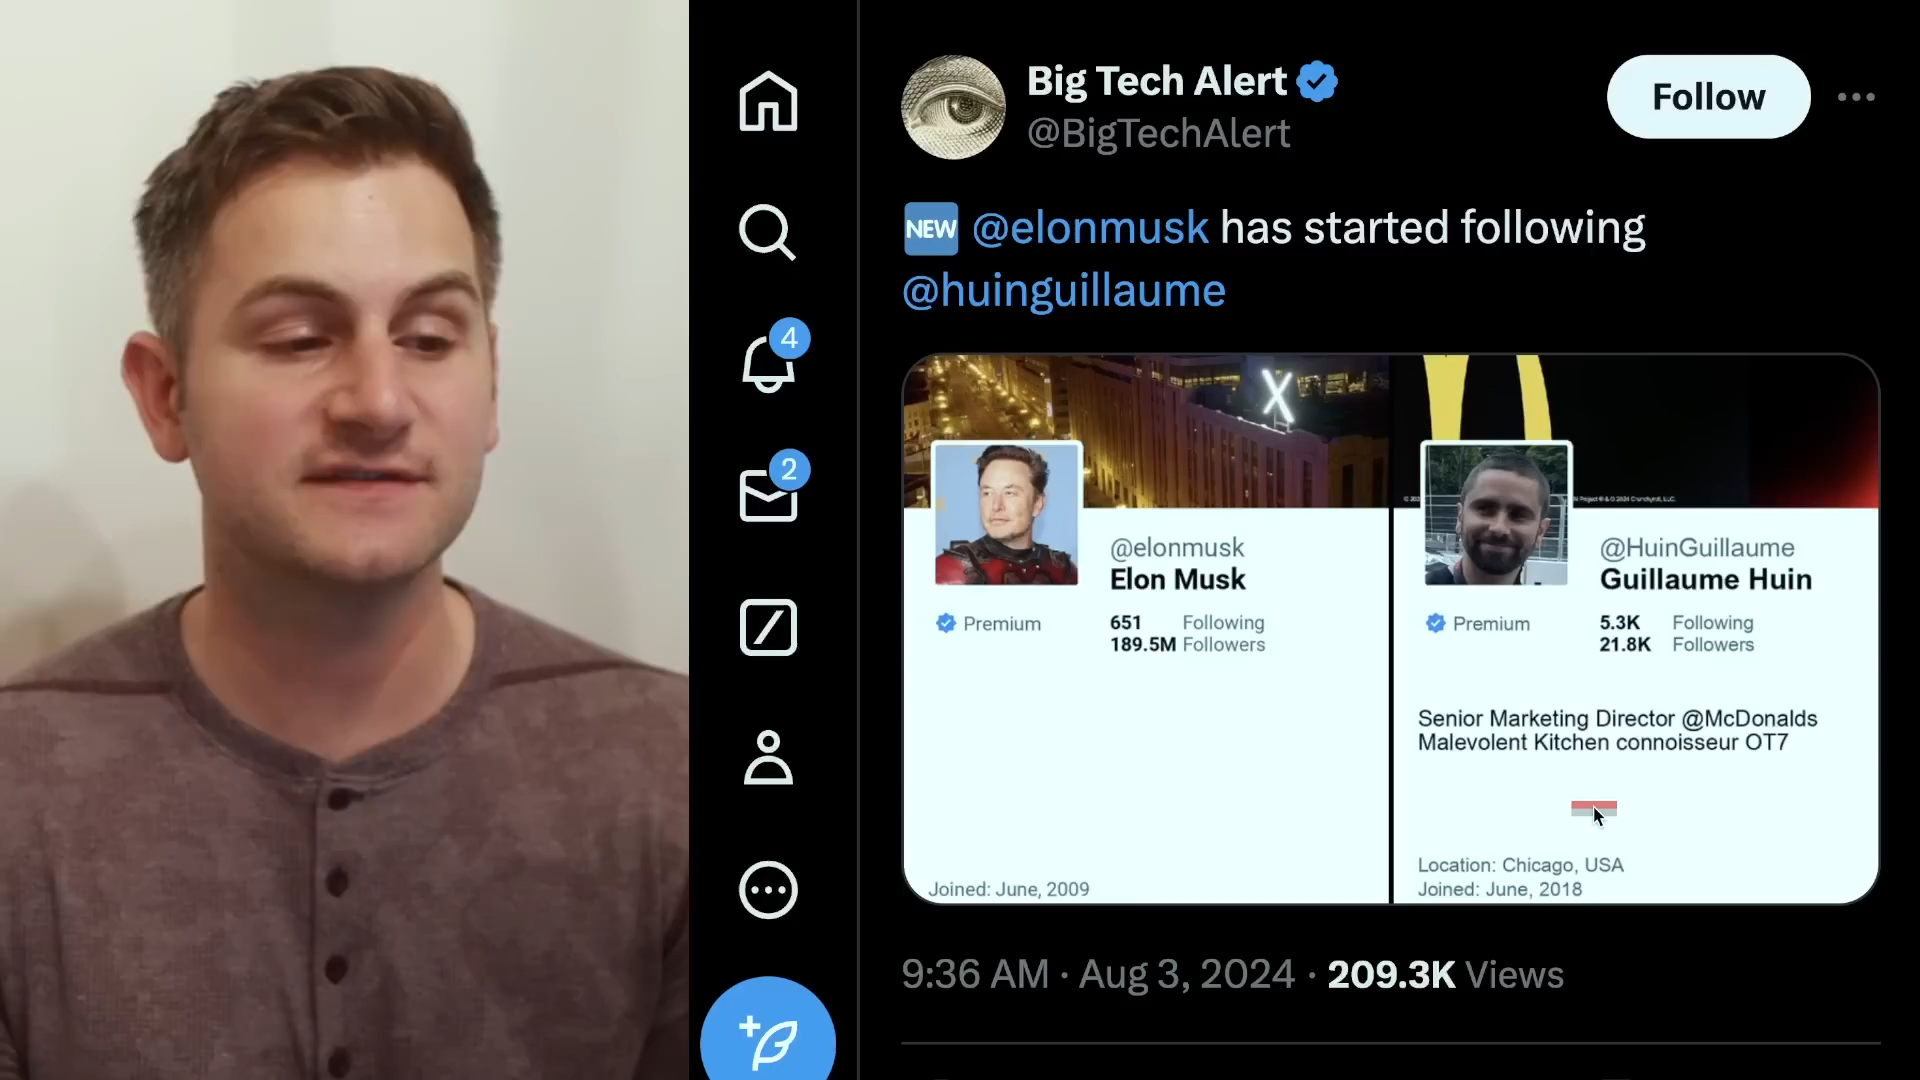 4
2
Big Tech Alert
@BigTechAlert
Follow
NEW @elonmusk has started following
@huinguillaume
X
@elonmusk
Elon Musk
Premium
651 Following
189.5M Followers
Joined: June, 2009
@HuinGuillaume
Guillaume Huin
Premium
5.3K Following
21.8K Followers
Senior Marketing Director @McDonalds
Malevolent Kitchen connoisseur OT7
Location: Chicago, USA
Joined: June, 2018
9:36 AM · Aug 3, 2024 · 209.3K Views